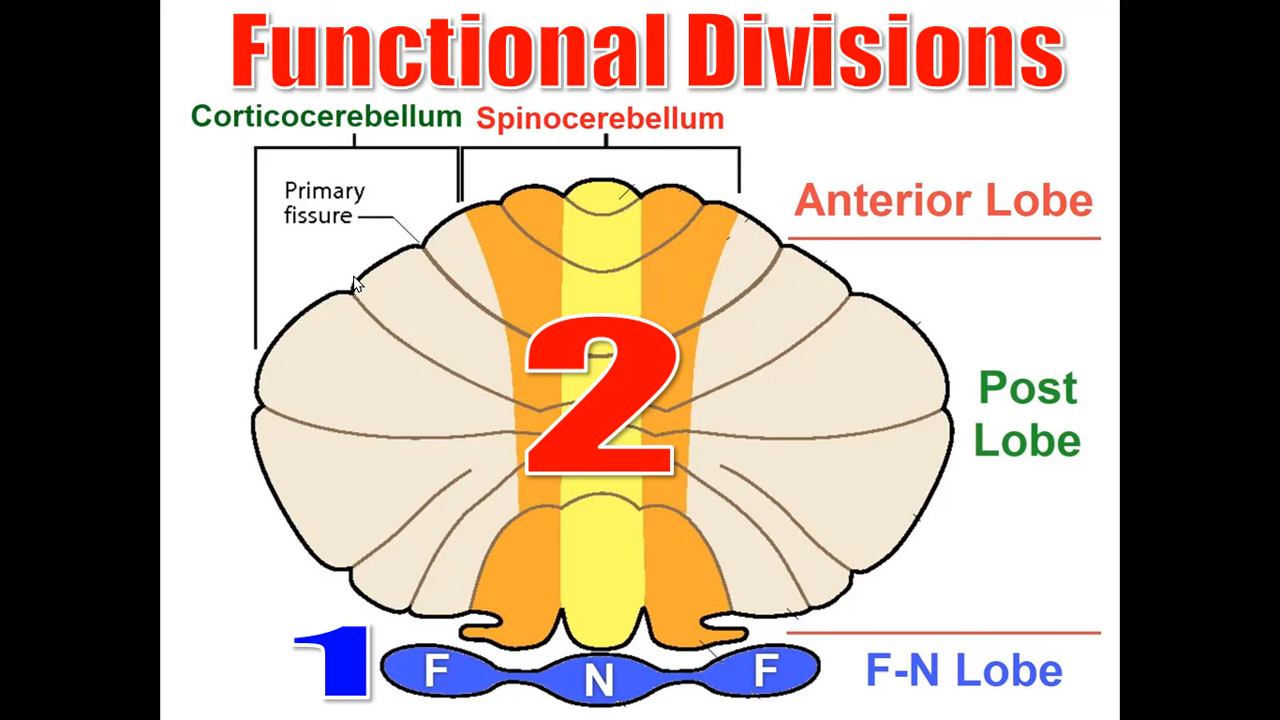 Functional Divisions
Corticocerebellum
Spinocerebellum
Primary
fissure
Anterior Lobe
2
Post
Lobe
1
F
N
F
F-N Lobe